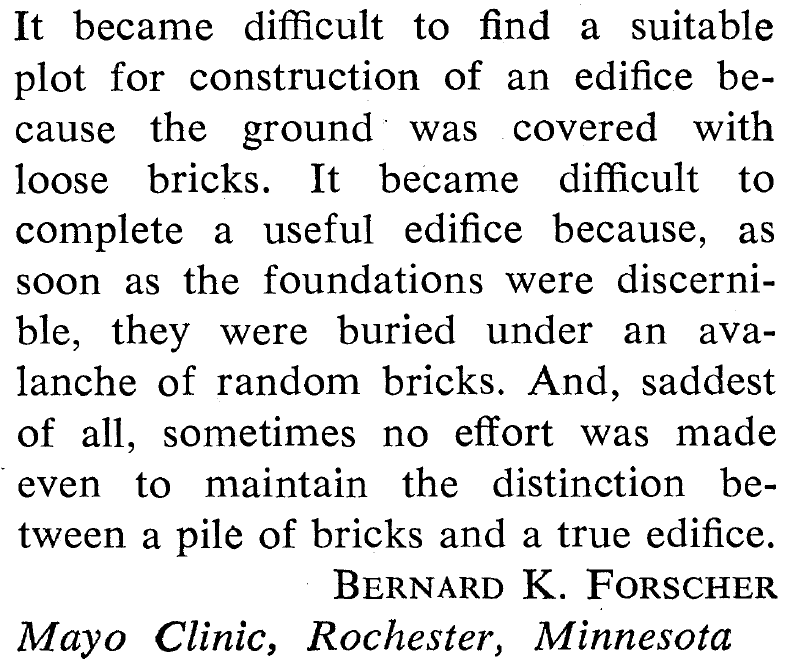 It became difficult to find a suitable
plot for construction of an edifice be-
cause the ground was covered with
loose bricks. It became difficult to
complete a useful edifice because, as
soon as the foundations were discerni-
ble, they were buried under an ava-
lanche of random bricks. And, saddest
of all, sometimes no effort was made
even to maintain the distinction be-
tween a pile of bricks and a true edifice.
BERNARD K. FORSCHER
Mayo Clinic, Rochester, Minnesota